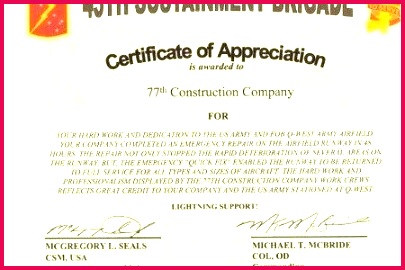 45TH SUSTAINMENT BRIGADE
Certificate of Appreciation
is awarded to
77th Construction Company
FOR
YOUR HARD WORK AND DEDICATION TO THE US ARMY AND FOB Q-WEST ARMY AIRFIELD.
YOUR COMPANY COMPLETED AN EMERGENCY REPAIR ON THE AIRFIELD RUNWAY IN 48
HOURS. THE REPAIR NOT ONLY STOPPED THE RAPID DETERIORATION OF SEVERAL AREAS ON
THE RUNWAY, BUT, THE EMERGENCY "QUICK FIX" ENABLED THE RUNWAY TO BE RETURNED
TO FULL SERVICE FOR ALL TYPES AND SIZES OF AIRCRAFT. THE HARD WORK AND
PROFESSIONALISM DISPLAYED BY THE 77TH CONSTRUCTION COMPANY WORK CREWS
REFLECTS GREAT CREDIT TO YOUR COMPANY AND THE US ARMY STATIONED AT Q-WEST
LIGHTNING SUPPORT!
MCGREGORY L. SEALS
CSM, USA
MICHAEL T. MCBRIDE
COL, OD